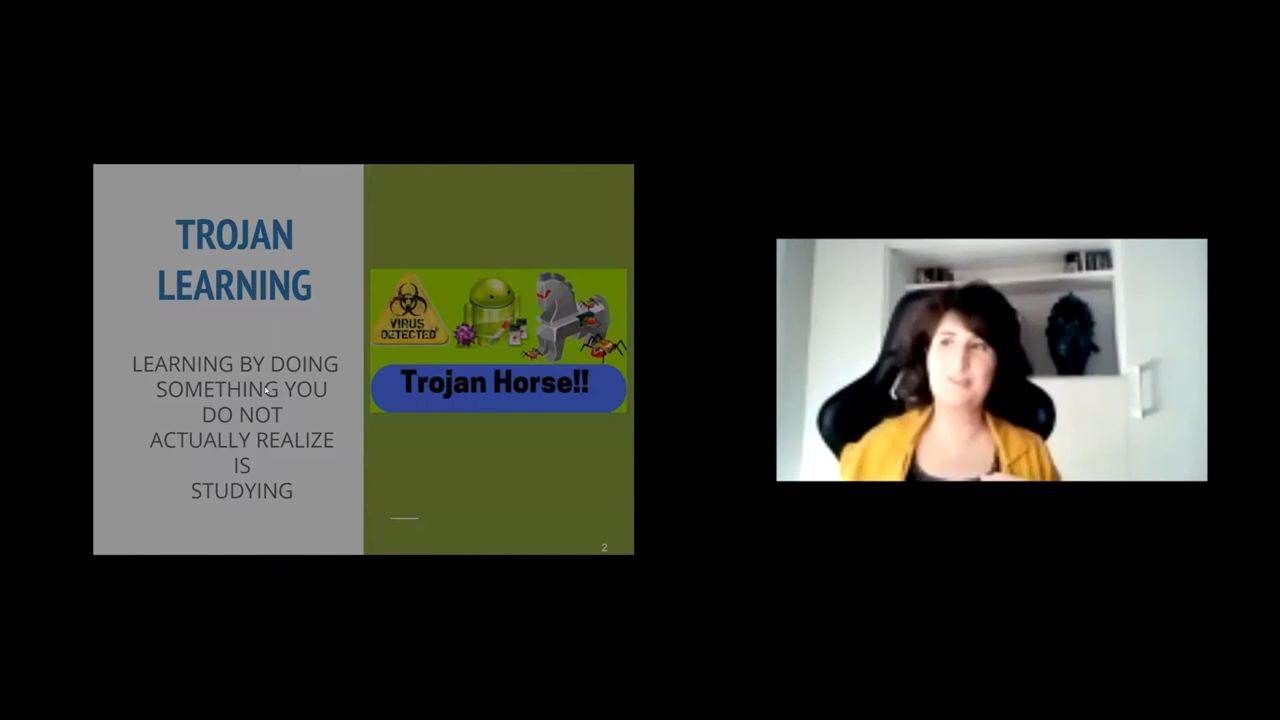 TROJAN
LEARNING
LEARNING BY DOING
SOMETHING YOU
DO NOT
ACTUALLY REALIZE
IS
STUDYING
VIRUS
DETECTED
Trojan Horse!!
2